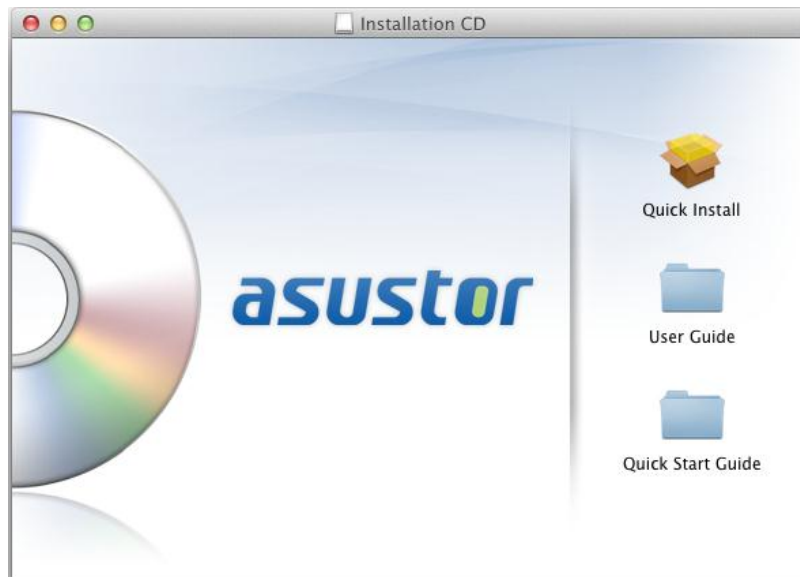 Installation CD
asustor
Quick Install
User Guide
Quick Start Guide